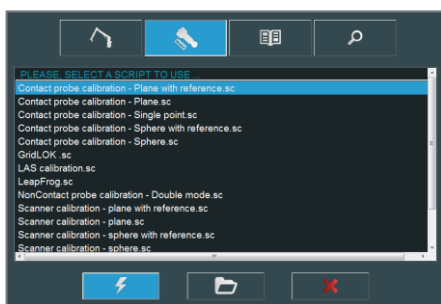 PLEASE, SELECT A SCRIPT TO USE ...
Contact probe calibration - Plane with reference.sc
Contact probe calibration - Plane.sc
Contact probe calibration - Single point.sc
Contact probe calibration - Sphere with reference.sc
Contact probe calibration - Sphere.sc
GridLOK .sc
LAS calibration.sc
LeapFrog.sc
NonContact probe calibration - Double mode.sc
Scanner calibration - plane with reference.sc
Scanner calibration - plane.sc
Scanner calibration - sphere with reference.sc
Scanner calibration - sphere.sc